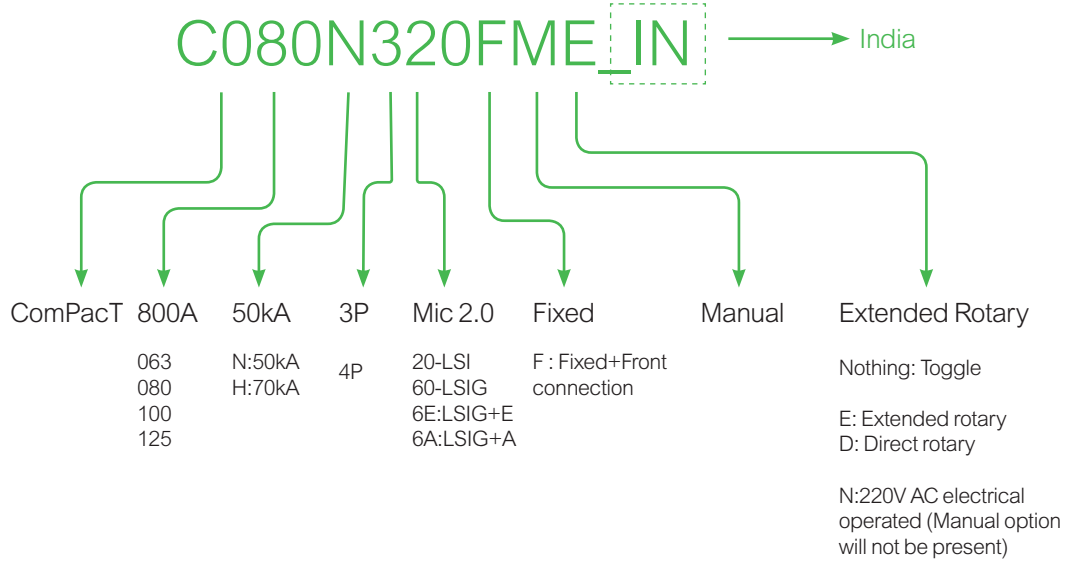 C080N320FME_IN
India
ComPacT 800A 50kA 3P Mic 2.0 Fixed Manual Extended Rotary
063
080
100
125
N:50kA
H:70kA
4P
20-LSI
60-LSIG
6E:LSIG+E
6A:LSIG+A
F : Fixed+Front
connection
Nothing: Toggle
E: Extended rotary
D: Direct rotary
N:220V AC electrical
operated (Manual option
will not be present)